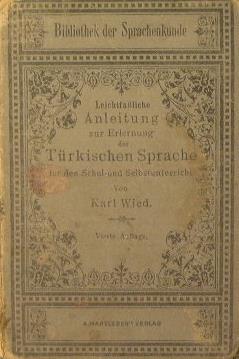 Bibliothek der Sprachenkunde
Leichtfaßliche
Anleitung
zur Erlernung
der
Türkischen Sprache
für den Schul- und Selbstunterricht
Von
Karl Wied.
Vierte Auflage.
A. HARTLEBEN'S VERLAG